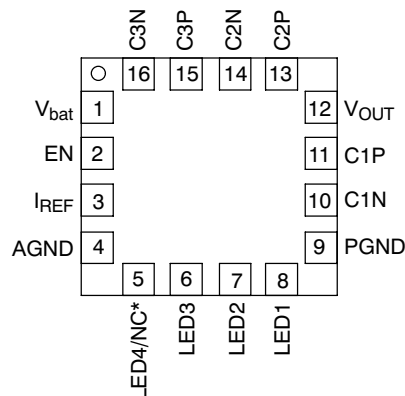 C3N
C3P
C2N
C2P
16
15
14
13
Vbat
1
12
VOUT
EN
2
11
C1P
IREF
3
10
C1N
AGND
4
9
PGND
5
6
7
8
LED4/NC*
LED3
LED2
LED1